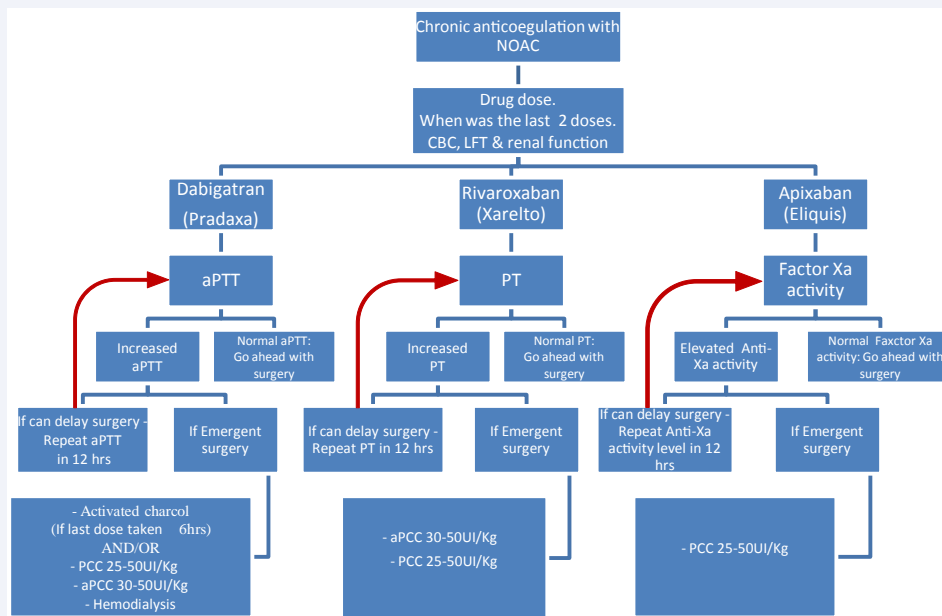 Chronic anticoegulation with
NOAC
Drug dose.
When was the last 2 doses.
CBC, LFT & renal function
Dabigatran
(Pradaxa)
Rivaroxaban
(Xarelto)
Apixaban
(Eliquis)
aPTT
PT
Factor Xa
activity
Increased
aPTT
Normal aPTT:
Go ahead with
surgery
Increased
PT
Normal PT:
Go ahead with
surgery
Elevated Anti-
Xa activity
Normal Faxctor Xa
activity: Go ahead with
surgery
If can delay surgery -
Repeat aPTT
in 12 hrs
If Emergent
surgery
If can delay surgery -
Repeat PT in 12 hrs
If Emergent
surgery
If can delay surgery -
Repeat Anti-Xa
activity level in 12
hrs
If Emergent
surgery
- Activated charcol
(If last dose taken 6hrs)
AND/OR
- PCC 25-50UI/Kg
- aPCC 30-50UI/Kg
- Hemodialysis
- aPCC 30-50UI/Kg
- PCC 25-50UI/Kg
- PCC 25-50UI/Kg